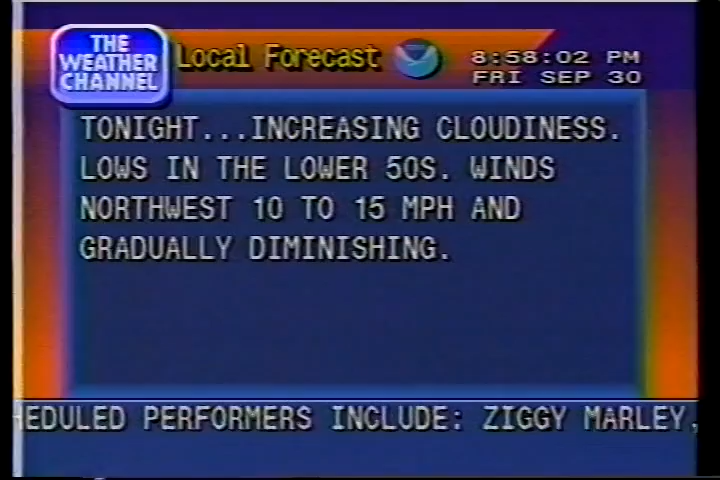 THE
WEATHER
CHANNEL
Local Forecast
8:58:02 PM
FRI SEP 30
TONIGHT...INCREASING CLOUDINESS.
LOWS IN THE LOWER 50S. WINDS
NORTHWEST 10 TO 15 MPH AND
GRADUALLY DIMINISHING.
HEDULED PERFORMERS INCLUDE: ZIGGY MARLEY,